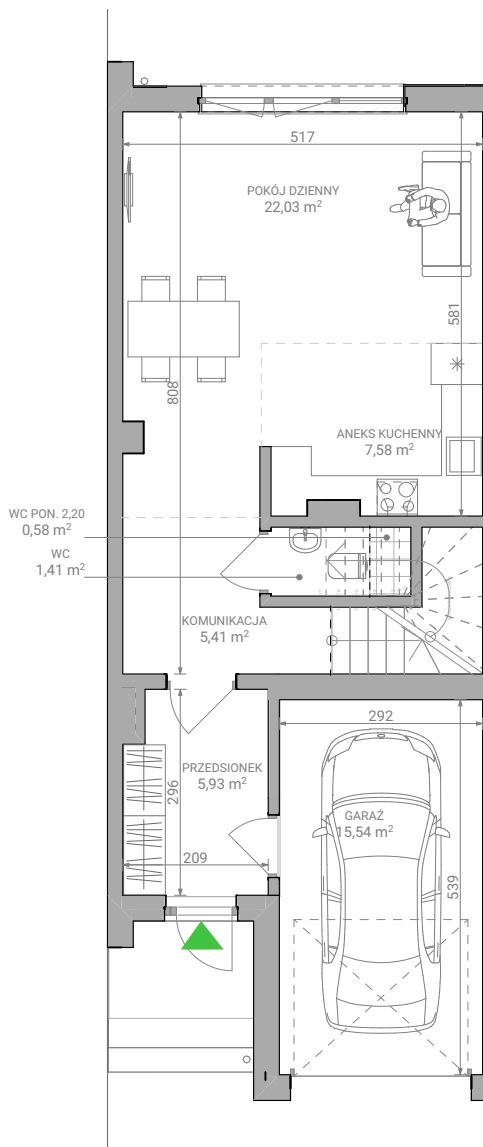 517
POKÓJ DZIENNY
22,03 m²
581
808
ANEKS KUCHENNY
7,58 m²
WC PON. 2,20
0,58 m²
WC
1,41 m²
KOMUNIKACJA
5,41 m²
292
PRZEDSIONEK
5,93 m²
296
GARAŻ
15,54 m²
209
539